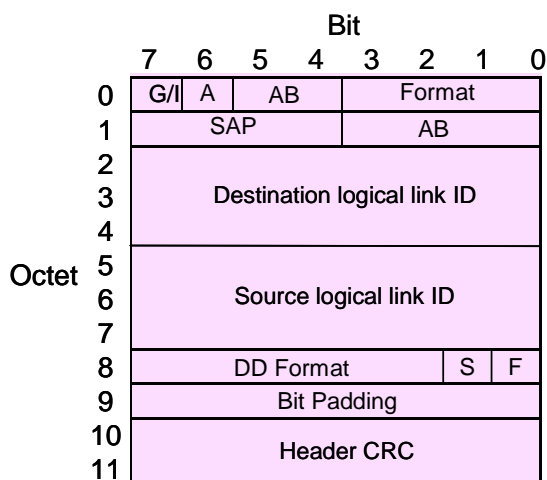 Bit
7 6 5 4 3 2 1 0
0 G/I A AB Format
1 SAP AB
2
3 Destination logical link ID
4
5
Octet 6 Source logical link ID
7
8 DD Format S F
9 Bit Padding
10
Header CRC
11